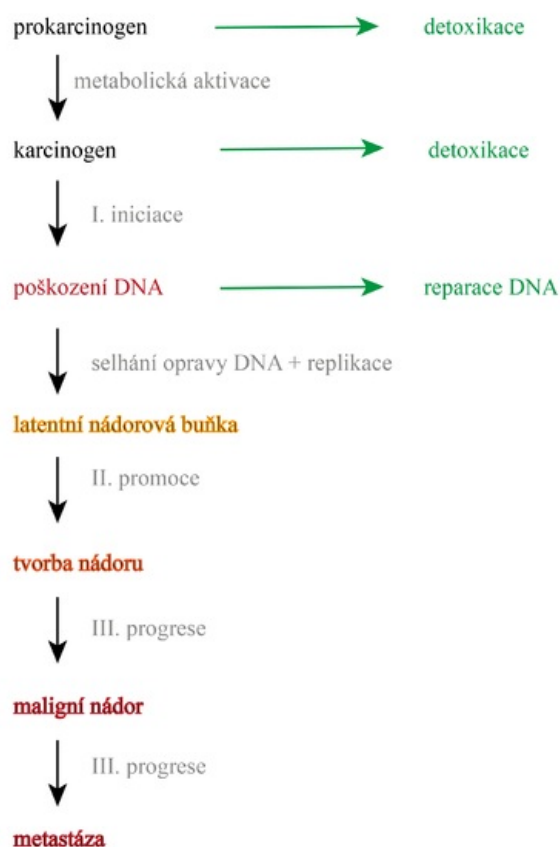 prokarcinogen detoxikace
metabolická aktivace
karcinogen detoxikace
I. iniciace
poškození DNA reparace DNA
selhání opravy DNA + replikace
latentní nádorová buňka
II. promoce
tvorba nádoru
III. progrese
maligní nádor
III. progrese
metastáza